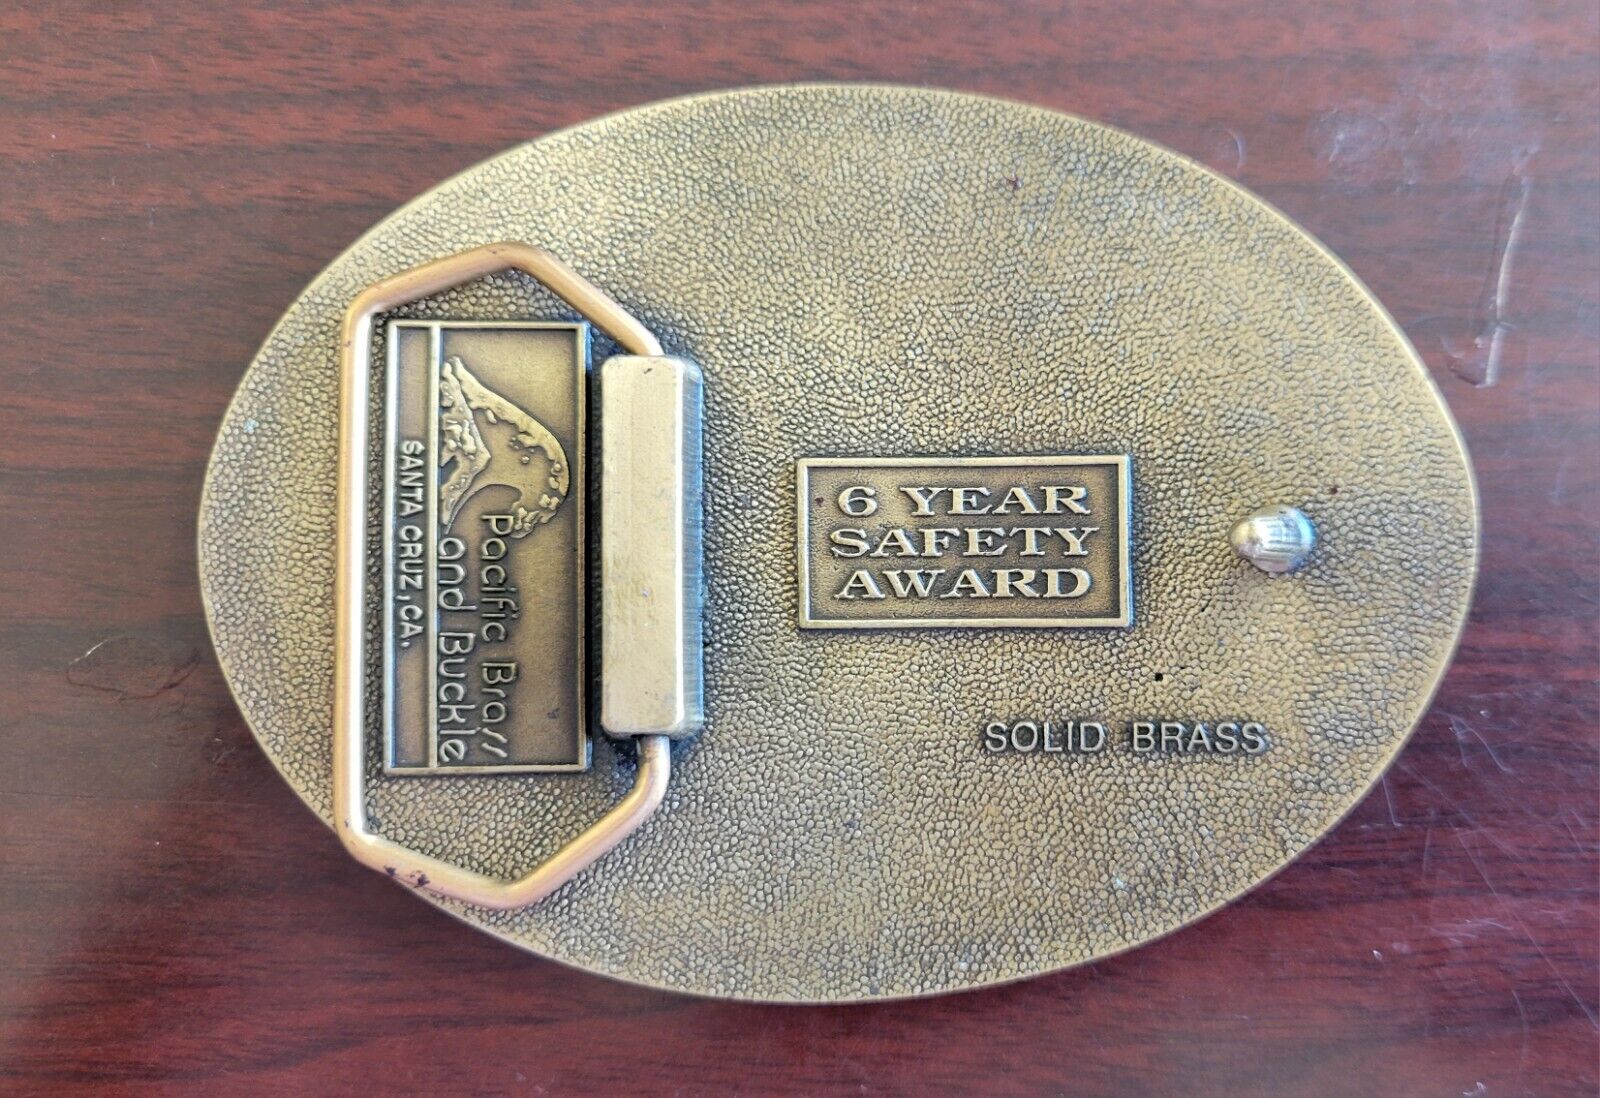 Pacific Brass
and Buckle
SANTA CRUZ, CA.
6 YEAR
SAFETY
AWARD
SOLID BRASS